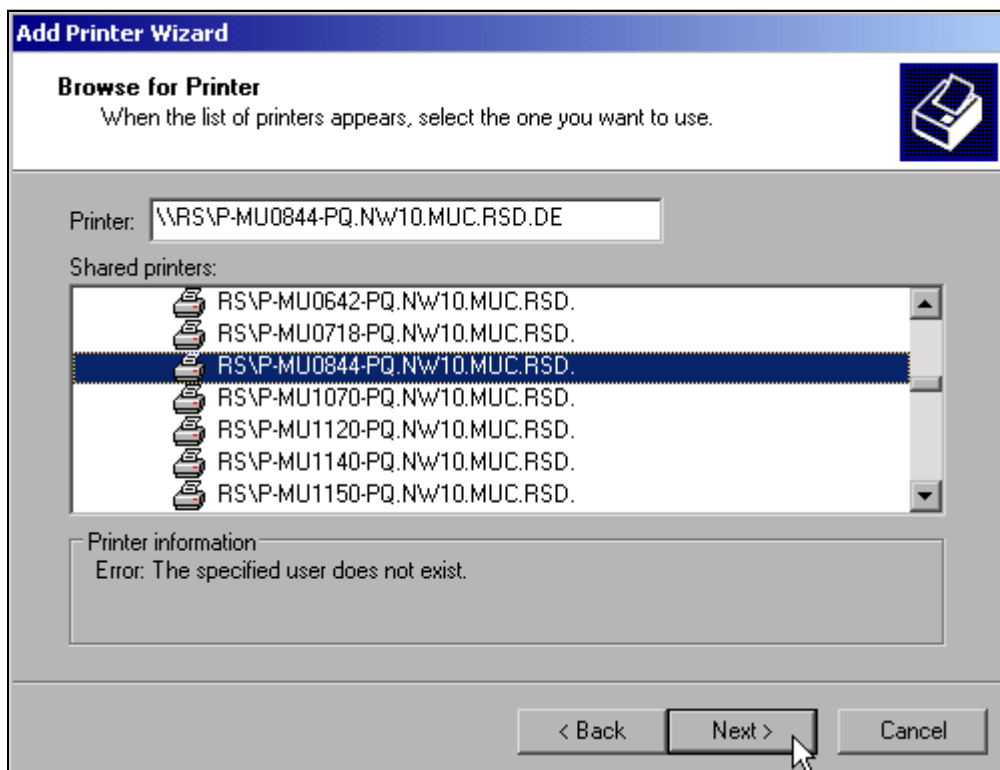 Add Printer Wizard
Browse for Printer
When the list of printers appears, select the one you want to use.
Printer: \\RS\P-MU0844-PQ.NW10.MUC.RSD.DE
Shared printers:
RS\P-MU0642-PQ.NW10.MUC.RSD.
RS\P-MU0718-PQ.NW10.MUC.RSD.
RS\P-MU0844-PQ.NW10.MUC.RSD.
RS\P-MU1070-PQ.NW10.MUC.RSD.
RS\P-MU1120-PQ.NW10.MUC.RSD.
RS\P-MU1140-PQ.NW10.MUC.RSD.
RS\P-MU1150-PQ.NW10.MUC.RSD.
Printer information
Error: The specified user does not exist.
< Back Next > Cancel